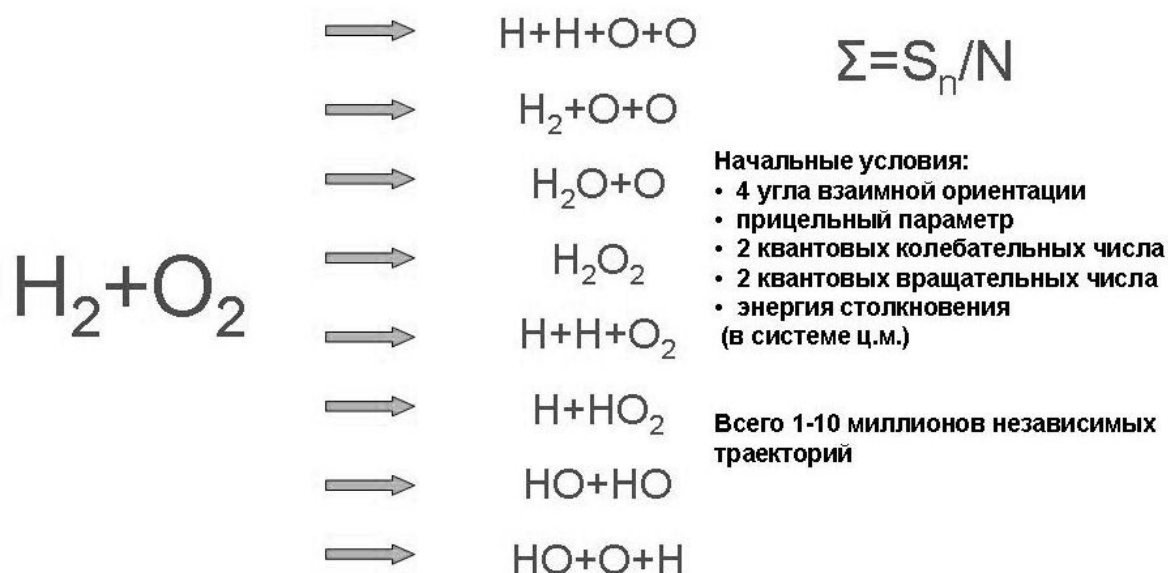 H₂+O₂
H+H+O+O
H₂+O+O
H₂O+O
H₂O₂
H+H+O₂
H+HO₂
HO+HO
HO+O+H
Σ=Sₙ/N
Начальные условия:
• 4 угла взаимной ориентации
• прицельный параметр
• 2 квантовых колебательных числа
• 2 квантовых вращательных числа
• энергия столкновения
(в системе ц.м.)
Всего 1-10 миллионов независимых
траекторий